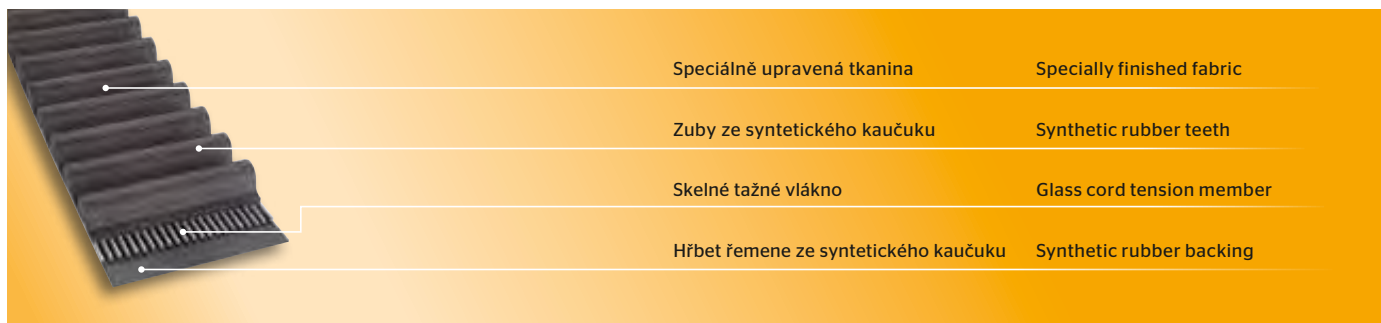 Speciálně upravená tkanina Specially finished fabric
Zuby ze syntetického kaučuku Synthetic rubber teeth
Skelné tažné vlákno Glass cord tension member
Hřbet řemene ze syntetického kaučuku Synthetic rubber backing